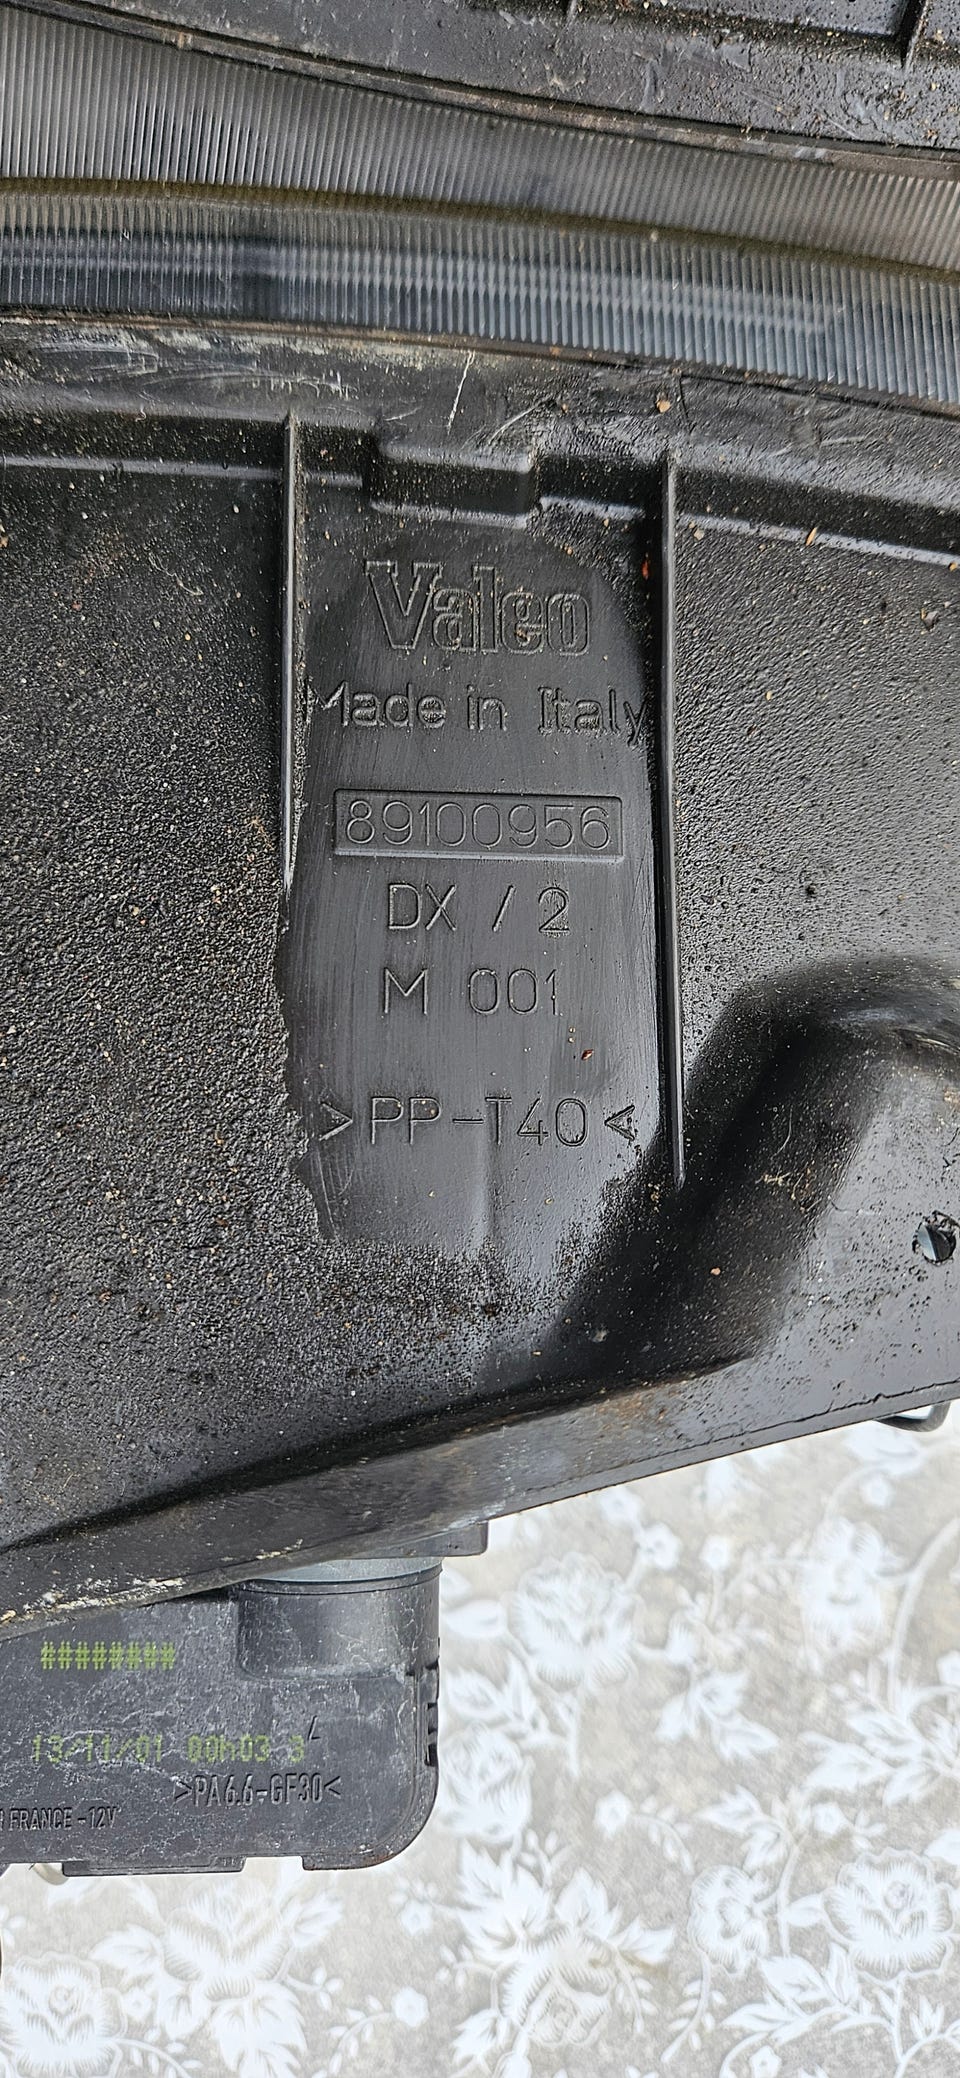 Valeo
Made in Italy
89100956
DX / 2
M 001
>PP-T40<
########
13/11/01 00h03 3
>PA6.6-GF30<
FRANCE-12V